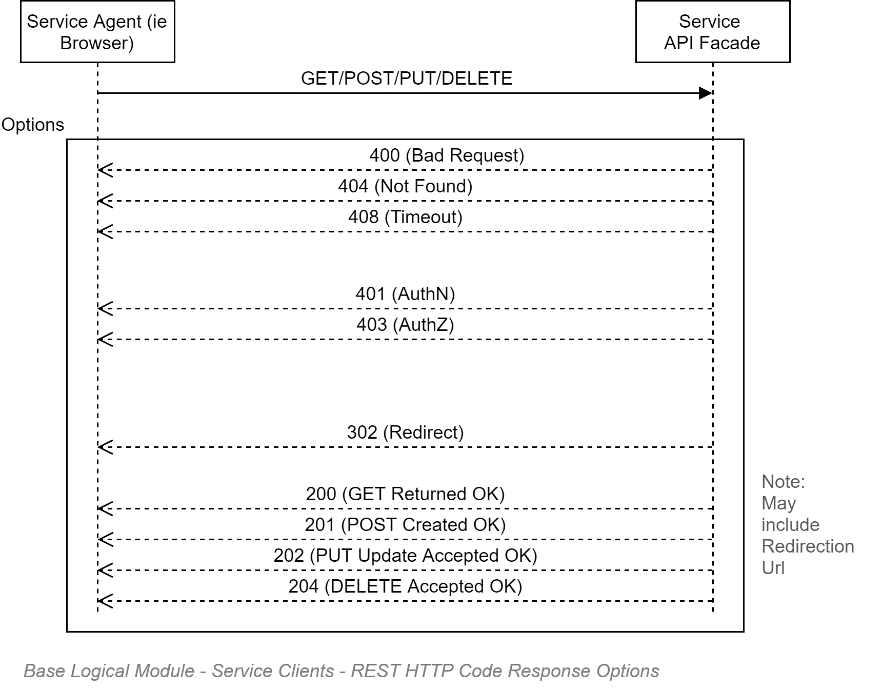 Service Agent (ie
Browser)
Service
API Facade
GET/POST/PUT/DELETE
Options
400 (Bad Request)
404 (Not Found)
408 (Timeout)
401 (AuthN)
403 (AuthZ)
302 (Redirect)
200 (GET Returned OK)
201 (POST Created OK)
202 (PUT Update Accepted OK)
204 (DELETE Accepted OK)
Note:
May
include
Redirection
Url
Base Logical Module - Service Clients - REST HTTP Code Response Options